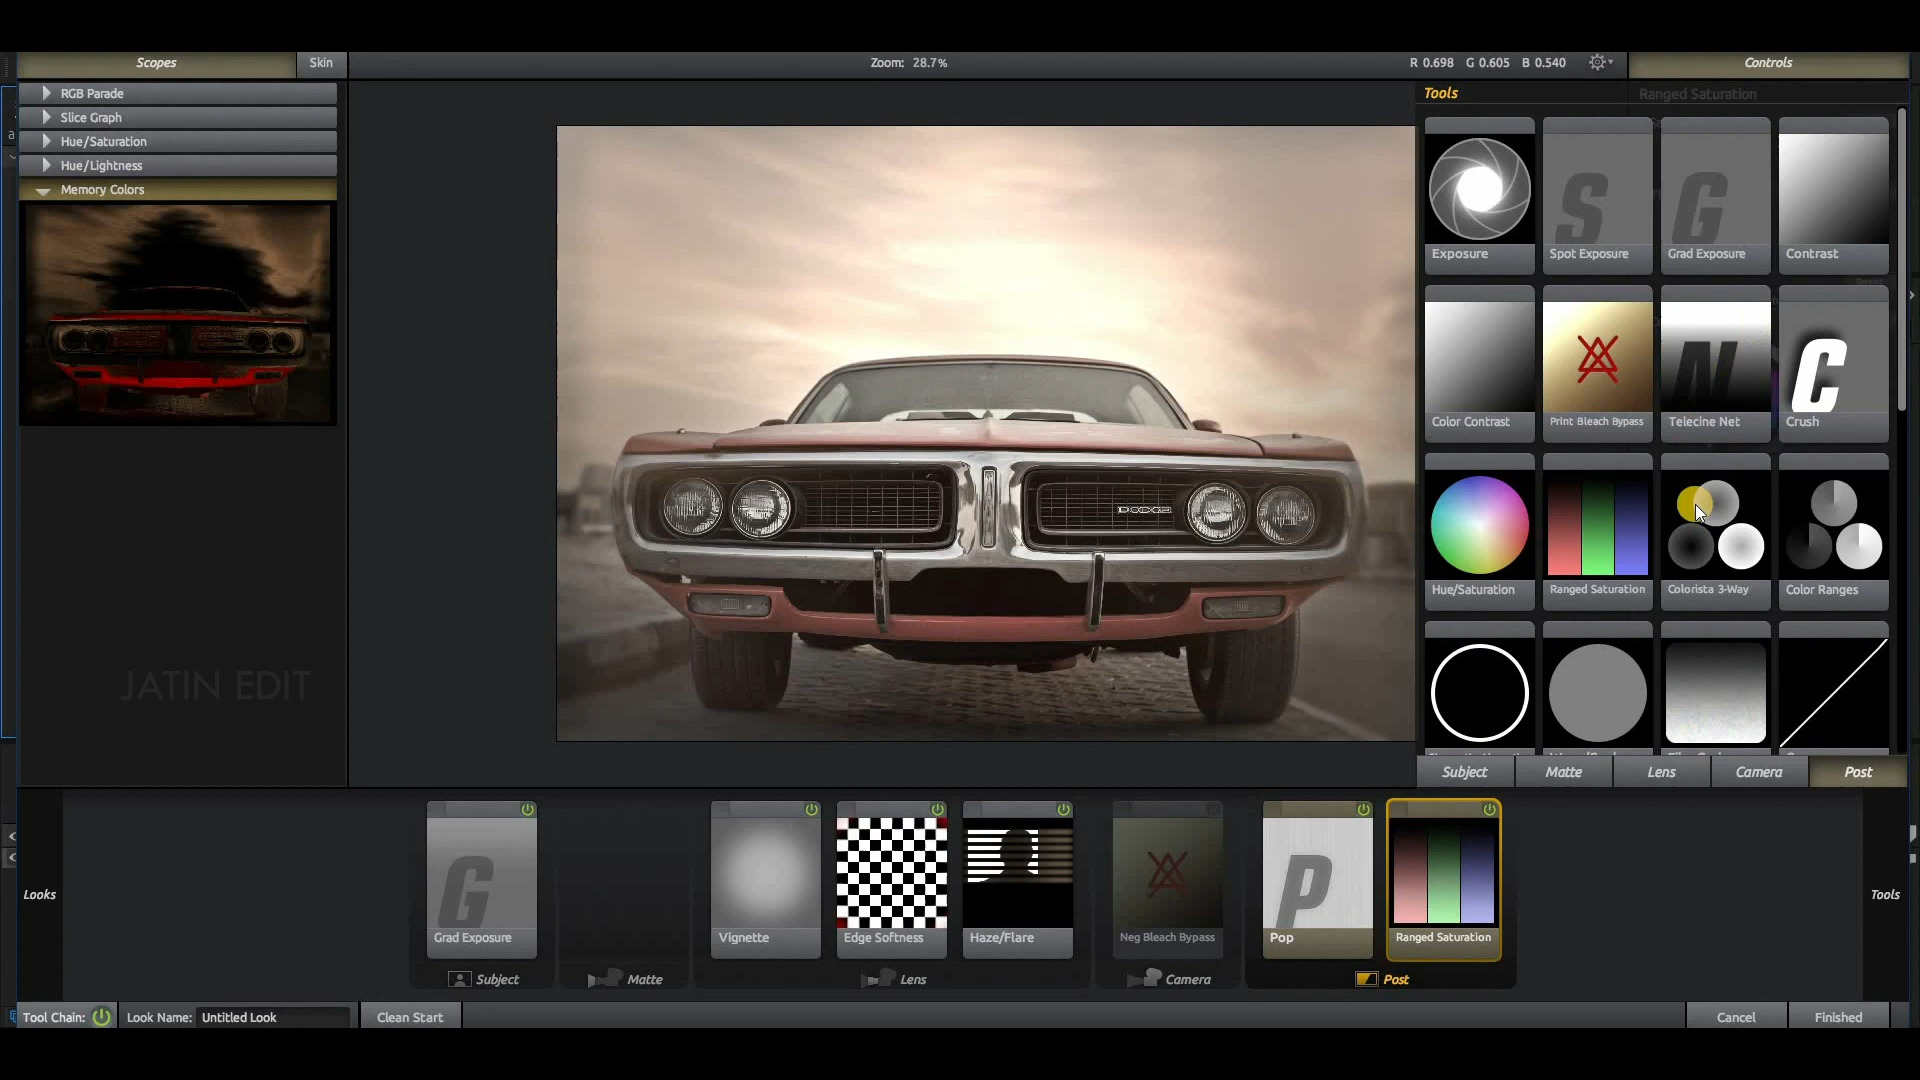 Scopes
Skin
Zoom: 28.7%
R 0.698 G 0.605 B 0.540
Controls
RGB Parade
Slice Graph
Hue/Saturation
Hue/Lightness
Memory Colors
JATIN EDIT
DODGE
Tools
Ranged Saturation
Exposure
Spot Exposure
Grad Exposure
Contrast
Color Contrast
Print Bleach Bypass
Telecine Net
Crush
Hue/Saturation
Ranged Saturation
Colorista 3-Way
Color Ranges
Subject
Matte
Lens
Camera
Post
Looks
Grad Exposure
Vignette
Edge Softness
Haze/Flare
Neg Bleach Bypass
Pop
Ranged Saturation
Tools
Subject
Matte
Lens
Camera
Post
Tool Chain:
Look Name: Untitled Look
Clean Start
Cancel
Finished